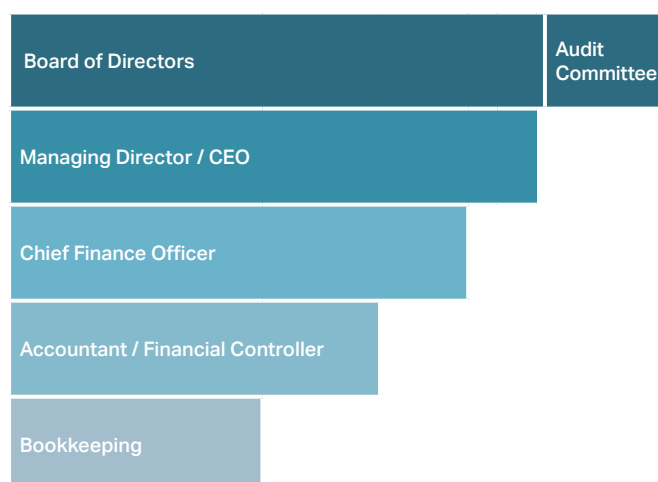 Board of Directors
Audit
Committee
Managing Director / CEO
Chief Finance Officer
Accountant / Financial Controller
Bookkeeping